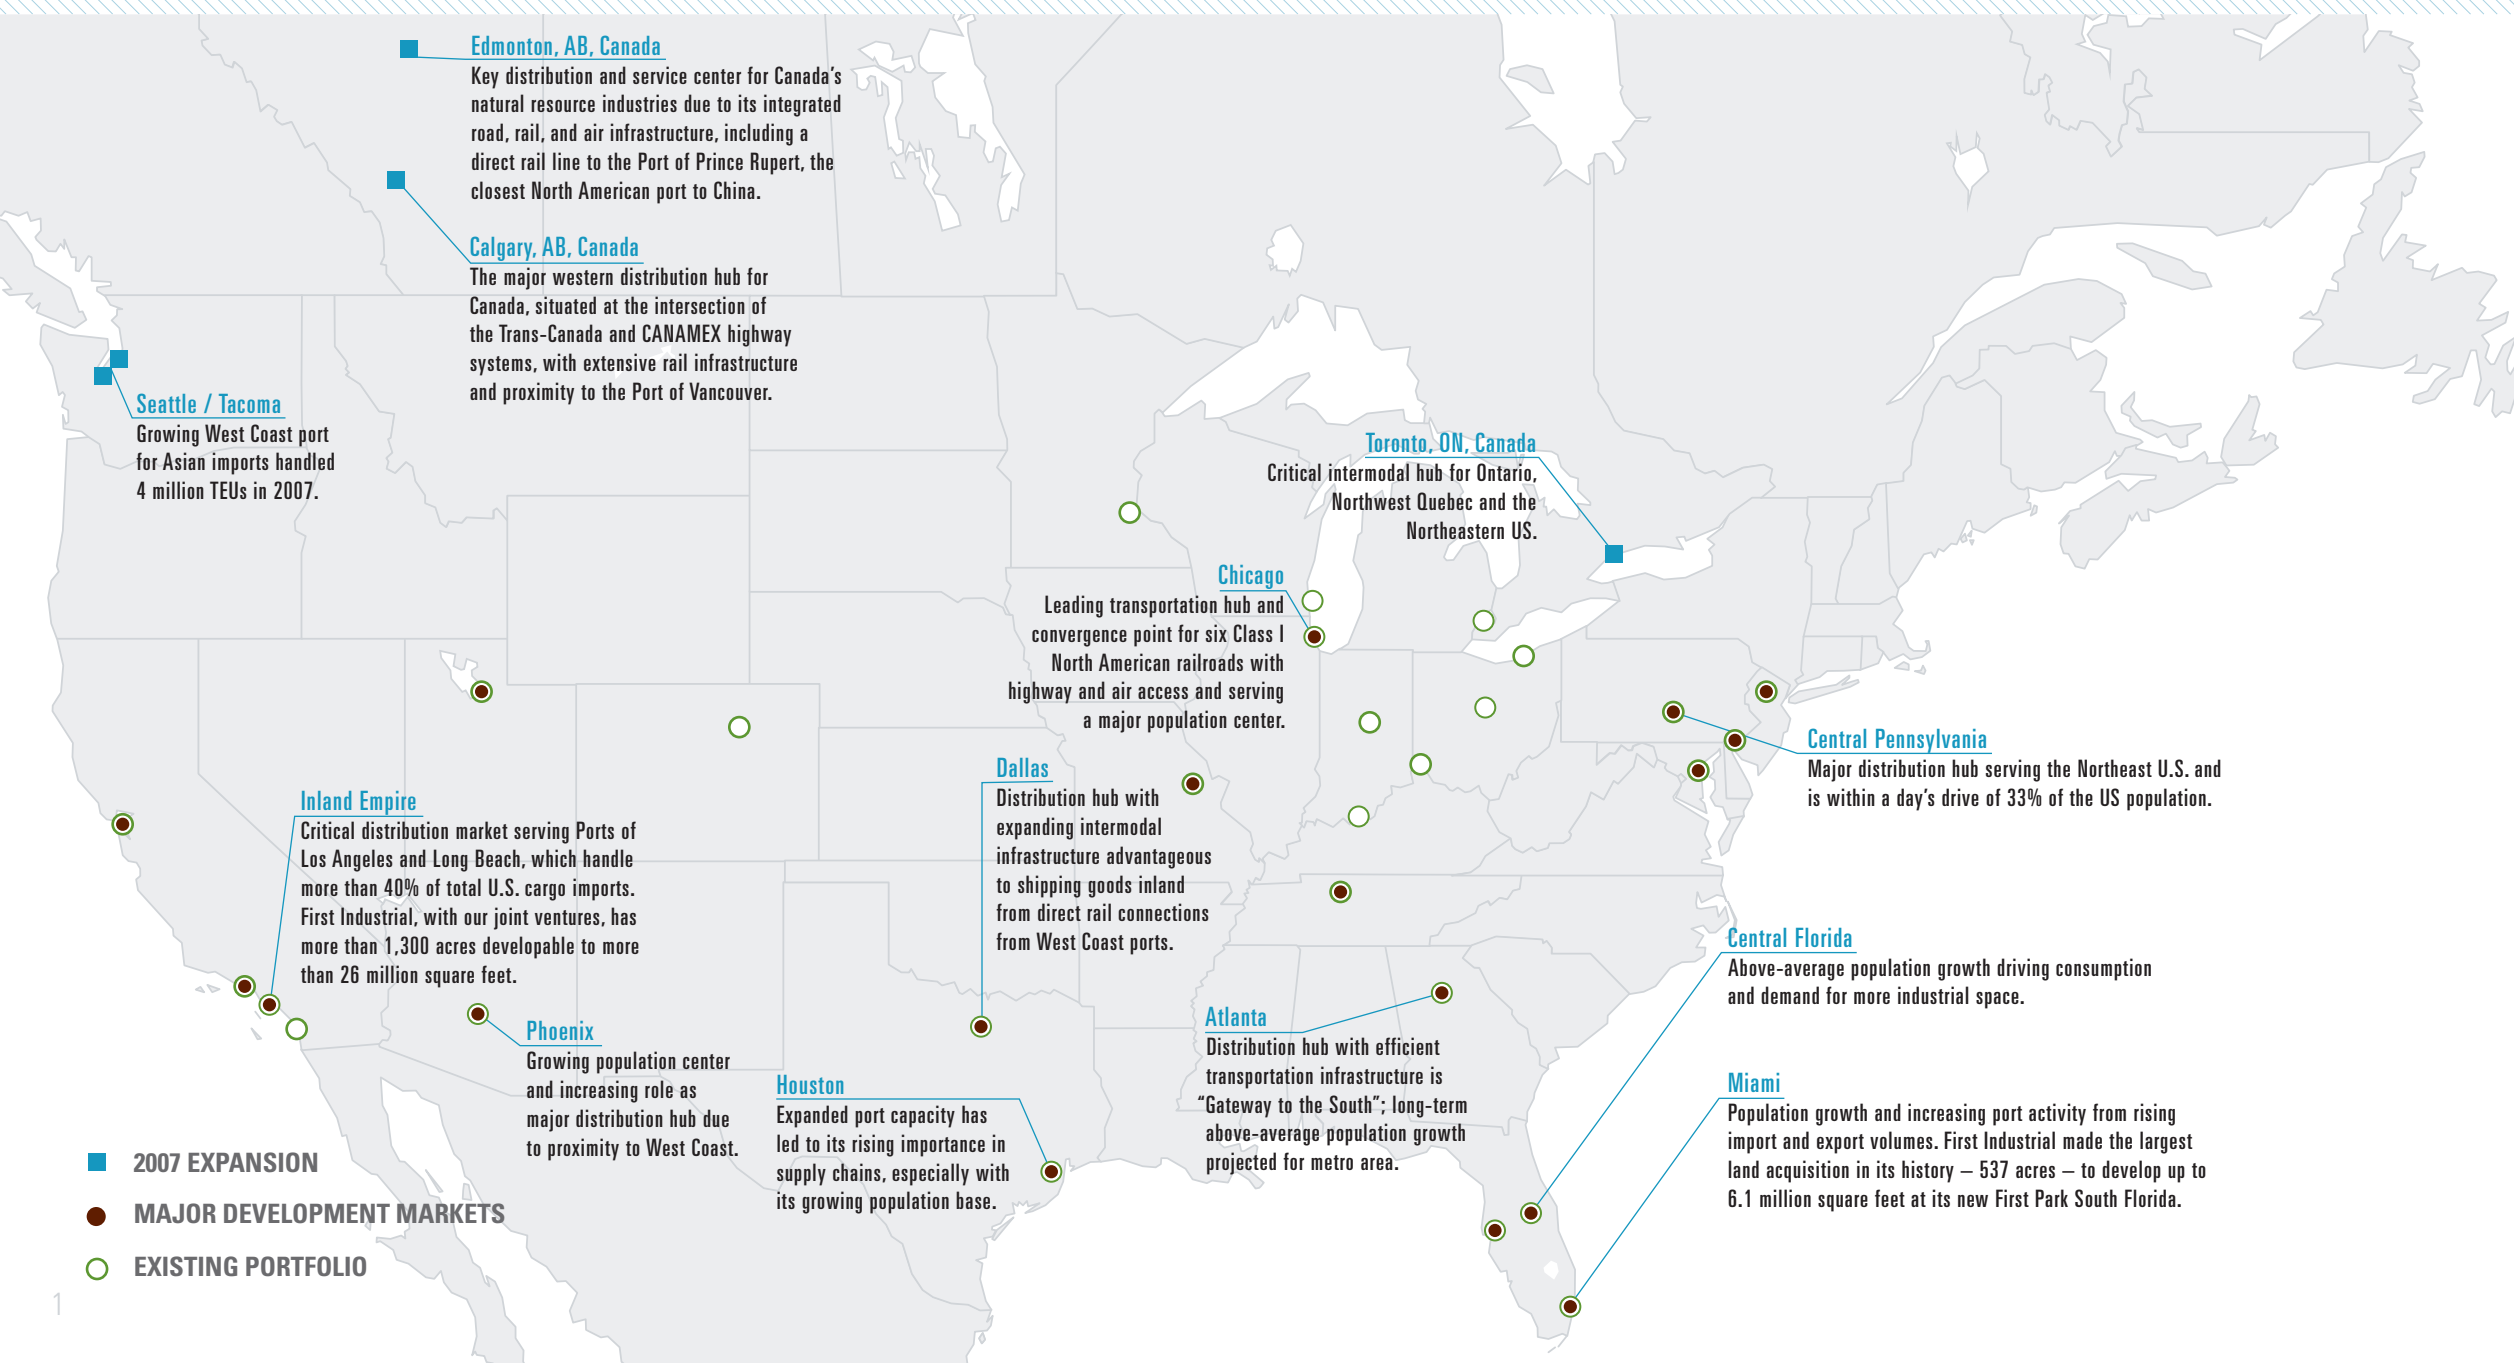 Edmonton, AB, Canada
Key distribution and service center for Canada’s
natural resource industries due to its integrated
road, rail, and air infrastructure, including a
direct rail line to the Port of Prince Rupert, the
closest North American port to China.
Calgary, AB, Canada
The major western distribution hub for
Canada, situated at the intersection of
the Trans-Canada and CANAMEX highway
systems, with extensive rail infrastructure
and proximity to the Port of Vancouver.
Seattle / Tacoma
Growing West Coast port
for Asian imports handled
4 million TEUs in 2007.
Toronto, ON, Canada
Critical intermodal hub for Ontario,
Northwest Quebec and the
Northeastern US.
Chicago
Leading transportation hub and
convergence point for six Class I
North American railroads with
highway and air access and serving
a major population center.
Central Pennsylvania
Major distribution hub serving the Northeast U.S. and
is within a day’s drive of 33% of the US population.
Dallas
Distribution hub with
expanding intermodal
infrastructure advantageous
to shipping goods inland
from direct rail connections
from West Coast ports.
Inland Empire
Critical distribution market serving Ports of
Los Angeles and Long Beach, which handle
more than 40% of total U.S. cargo imports.
First Industrial, with our joint ventures, has
more than 1,300 acres developable to more
than 26 million square feet.
Central Florida
Above-average population growth driving consumption
and demand for more industrial space.
Atlanta
Distribution hub with efficient
transportation infrastructure is
“Gateway to the South”; long-term
above-average population growth
projected for metro area.
Phoenix
Growing population center
and increasing role as
major distribution hub due
to proximity to West Coast.
Houston
Expanded port capacity has
led to its rising importance in
supply chains, especially with
its growing population base.
Miami
Population growth and increasing port activity from rising
import and export volumes. First Industrial made the largest
land acquisition in its history – 537 acres – to develop up to
6.1 million square feet at its new First Park South Florida.
2007 EXPANSION
MAJOR DEVELOPMENT MARKETS
EXISTING PORTFOLIO
1